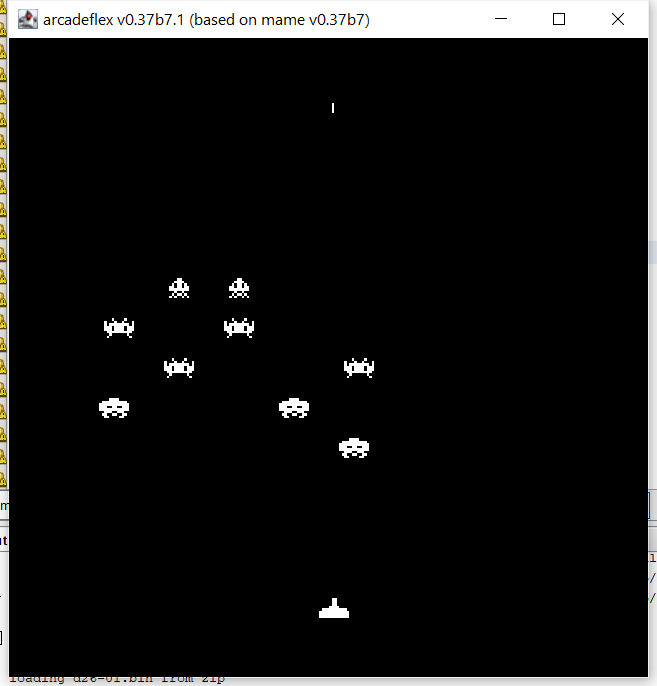 arcadeflex v0.37b7.1 (based on mame v0.37b7)
loading d26-01.bin from zip